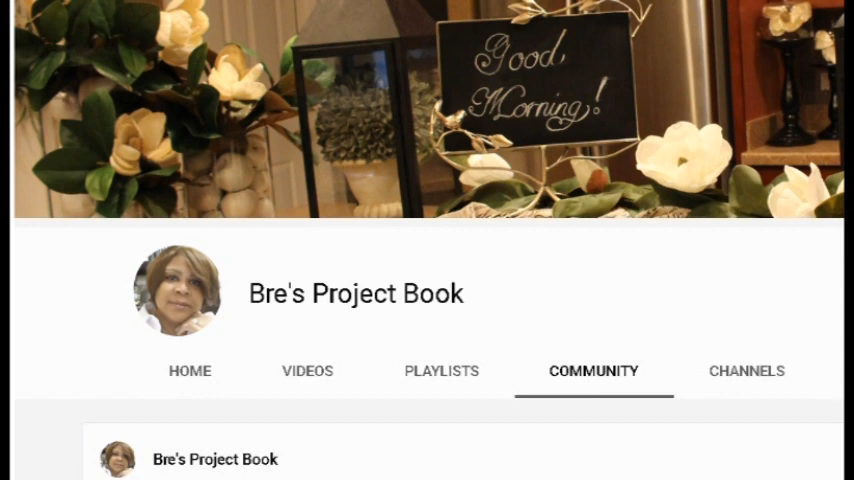 Good
Morning!
Bre's Project Book
HOME VIDEOS PLAYLISTS COMMUNITY CHANNELS
Bre's Project Book